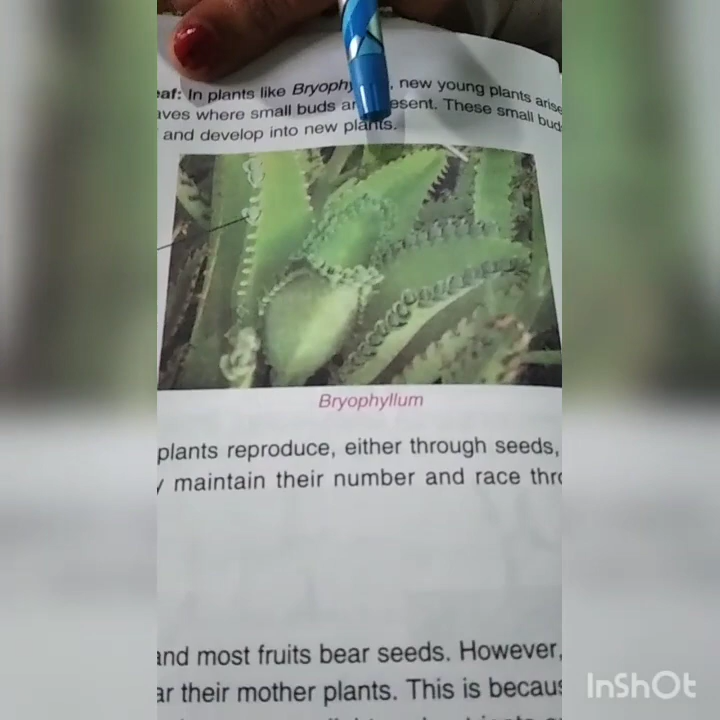 eaf: In plants like Bryophy , new young plants arise
aves where small buds ar esent. These small bud
and develop into new plants.
Bryophyllum
plants reproduce, either through seeds,
y maintain their number and race thro
and most fruits bear seeds. However,
ar their mother plants. This is becaus
InShOt